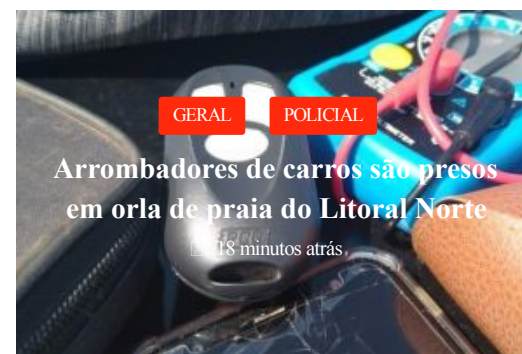 GERAL POLICIAL
Arrombadores de carros são presos
em orla de praia do Litoral Norte
18 minutos atrás